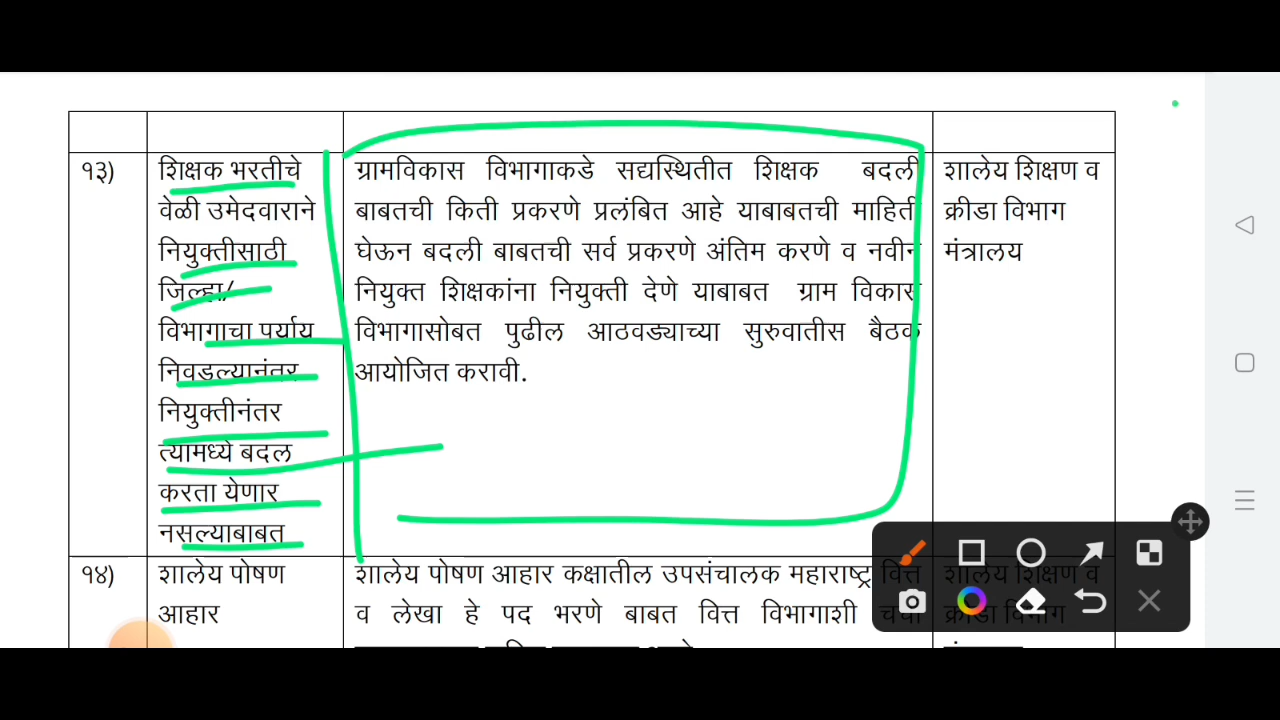 १३)
शिक्षक भरतीचे
वेळी उमेदवाराने
नियुक्तीसाठी
जिल्हा/
विभागाचा पर्याय
निवडल्यानंतर
नियुक्तीनंतर
त्यामध्ये बदल
करता येणार
नसल्याबाबत
ग्रामविकास विभागाकडे सद्यस्थितीत शिक्षक बदली
बाबतची किती प्रकरणे प्रलंबित आहे याबाबतची माहिती
घेऊन बदली बाबतची सर्व प्रकरणे अंतिम करणे व नवीन
नियुक्त शिक्षकांना नियुक्ती देणे याबाबत ग्राम विकास
विभागासोबत पुढील आठवड्याच्या सुरुवातीस बैठक
आयोजित करावी.
शालेय शिक्षण व
क्रीडा विभाग
मंत्रालय
१४)
शालेय पोषण
आहार
शालेय पोषण आहार कक्षातील उपसंचालक महाराष्ट्र वित्त
व लेखा हे पद भरणे बाबत वित्त विभागाशी चर्चा
शालेय शिक्षण व
क्रीडा विभाग